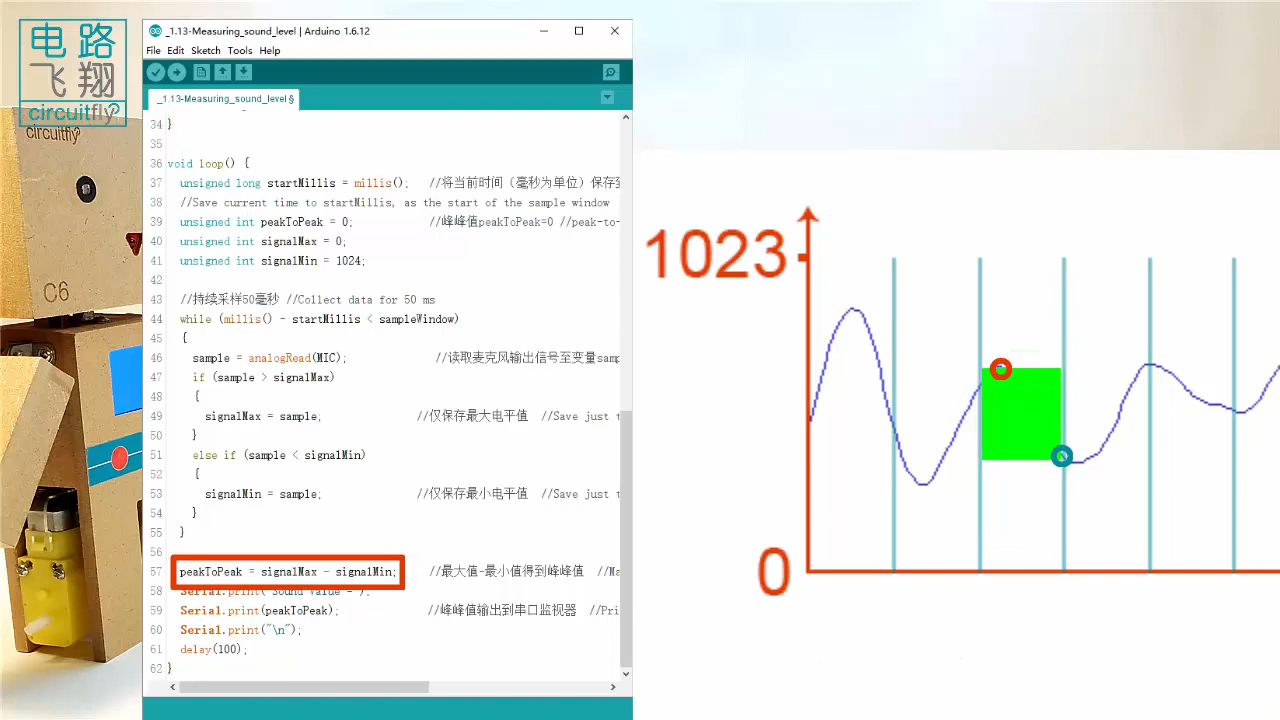 电路
飞翔
circuitfly
circuitfly
C6
_1.13-Measuring_sound_level | Arduino 1.6.12
File Edit Sketch Tools Help
_1.13-Measuring_sound_level §
34 }
35
36 void loop() {
37 unsigned long startMillis = millis(); //将当前时间（毫秒为单位）保存至
38 //Save current time to startMillis, as the start of the sample window
39 unsigned int peakToPeak = 0; //峰峰值peakToPeak=0 //peak-to-
40 unsigned int signalMax = 0;
41 unsigned int signalMin = 1024;
42
43 //持续采样50毫秒 //Collect data for 50 ms
44 while (millis() - startMillis < sampleWindow)
45 {
46 sample = analogRead(MIC); //读取麦克风输出信号至变量samp
47 if (sample > signalMax)
48 {
49 signalMax = sample; //仅保存最大电平值 //Save just t
50 }
51 else if (sample < signalMin)
52 {
53 signalMin = sample; //仅保存最小电平值 //Save just t
54 }
55 }
56
57 peakToPeak = signalMax - signalMin; //最大值-最小值得到峰峰值 //Ma
58 Serial.print("Sound Value = ");
59 Serial.print(peakToPeak); //峰峰值输出到串口监视器 //Pri
60 Serial.print("\n");
61 delay(100);
62 }
1023
0